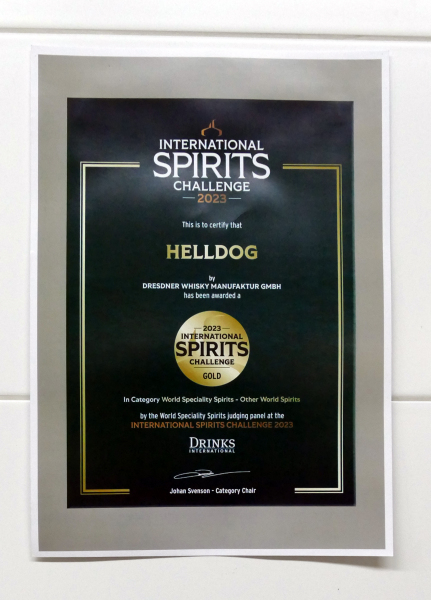 INTERNATIONAL
SPIRITS
CHALLENGE
2023
This is to certify that
HELLDOG
by
DRESDNER WHISKY MANUFAKTUR GMBH
has been awarded a
2023
INTERNATIONAL
SPIRITS
CHALLENGE
GOLD
In Category World Speciality Spirits - Other World Spirits
by the World Speciality Spirits judging panel at the
INTERNATIONAL SPIRITS CHALLENGE 2023
DRINKS
INTERNATIONAL
Johan Svenson - Category Chair